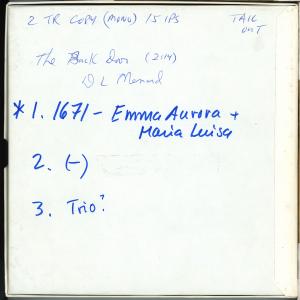 2 TR COPY (MONO) 15 IPS TAIL OUT
The Back Door (2:14)
D L Menard
* 1. 1671 - Emma Aurora +
Maria Luisa
2. (-)
3. Trio?